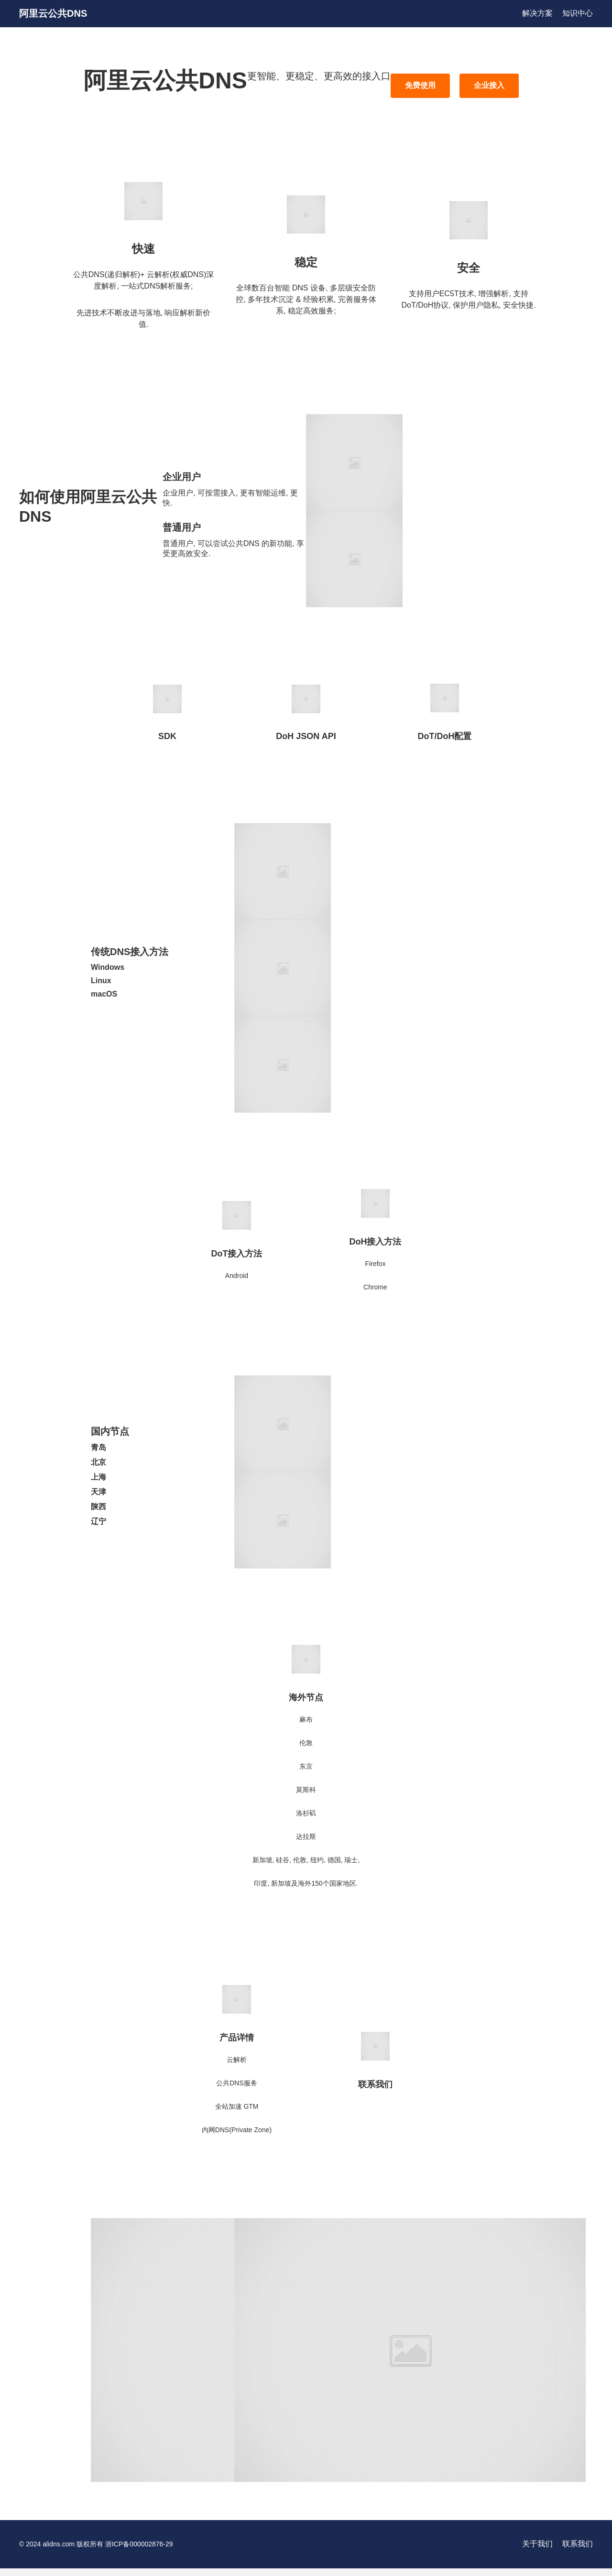 阿里云公共DNS
解决方案 知识中心
阿里云公共DNS
更智能、更稳定、更高效的接入口
免费使用 企业接入
快速
公共DNS(递归解析)+ 云解析(权威DNS)深
度解析, 一站式DNS解析服务;
先进技术不断改进与落地, 响应解析新价
值.
稳定
全球数百台智能 DNS 设备, 多层级安全防
控, 多年技术沉淀 & 经验积累, 完善服务体
系, 稳定高效服务;
安全
支持用户EC5T技术, 增强解析, 支持
DoT/DoH协议, 保护用户隐私, 安全快捷.
如何使用阿里云公共
DNS
企业用户
企业用户, 可按需接入, 更有智能运维, 更
快.
普通用户
普通用户, 可以尝试公共DNS 的新功能, 享
受更高效安全.
SDK
DoH JSON API
DoT/DoH配置
传统DNS接入方法
Windows
Linux
macOS
DoT接入方法
Android
DoH接入方法
Firefox
Chrome
国内节点
青岛
北京
上海
天津
陕西
辽宁
海外节点
麻布
伦敦
东京
莫斯科
洛杉矶
达拉斯
新加坡, 硅谷, 伦敦, 纽约, 德国, 瑞士,
印度, 新加坡及海外150个国家地区.
产品详情
云解析
公共DNS服务
全站加速 GTM
内网DNS(Private Zone)
联系我们
© 2024 alidns.com 版权所有 浙ICP备000002876-29
关于我们 联系我们